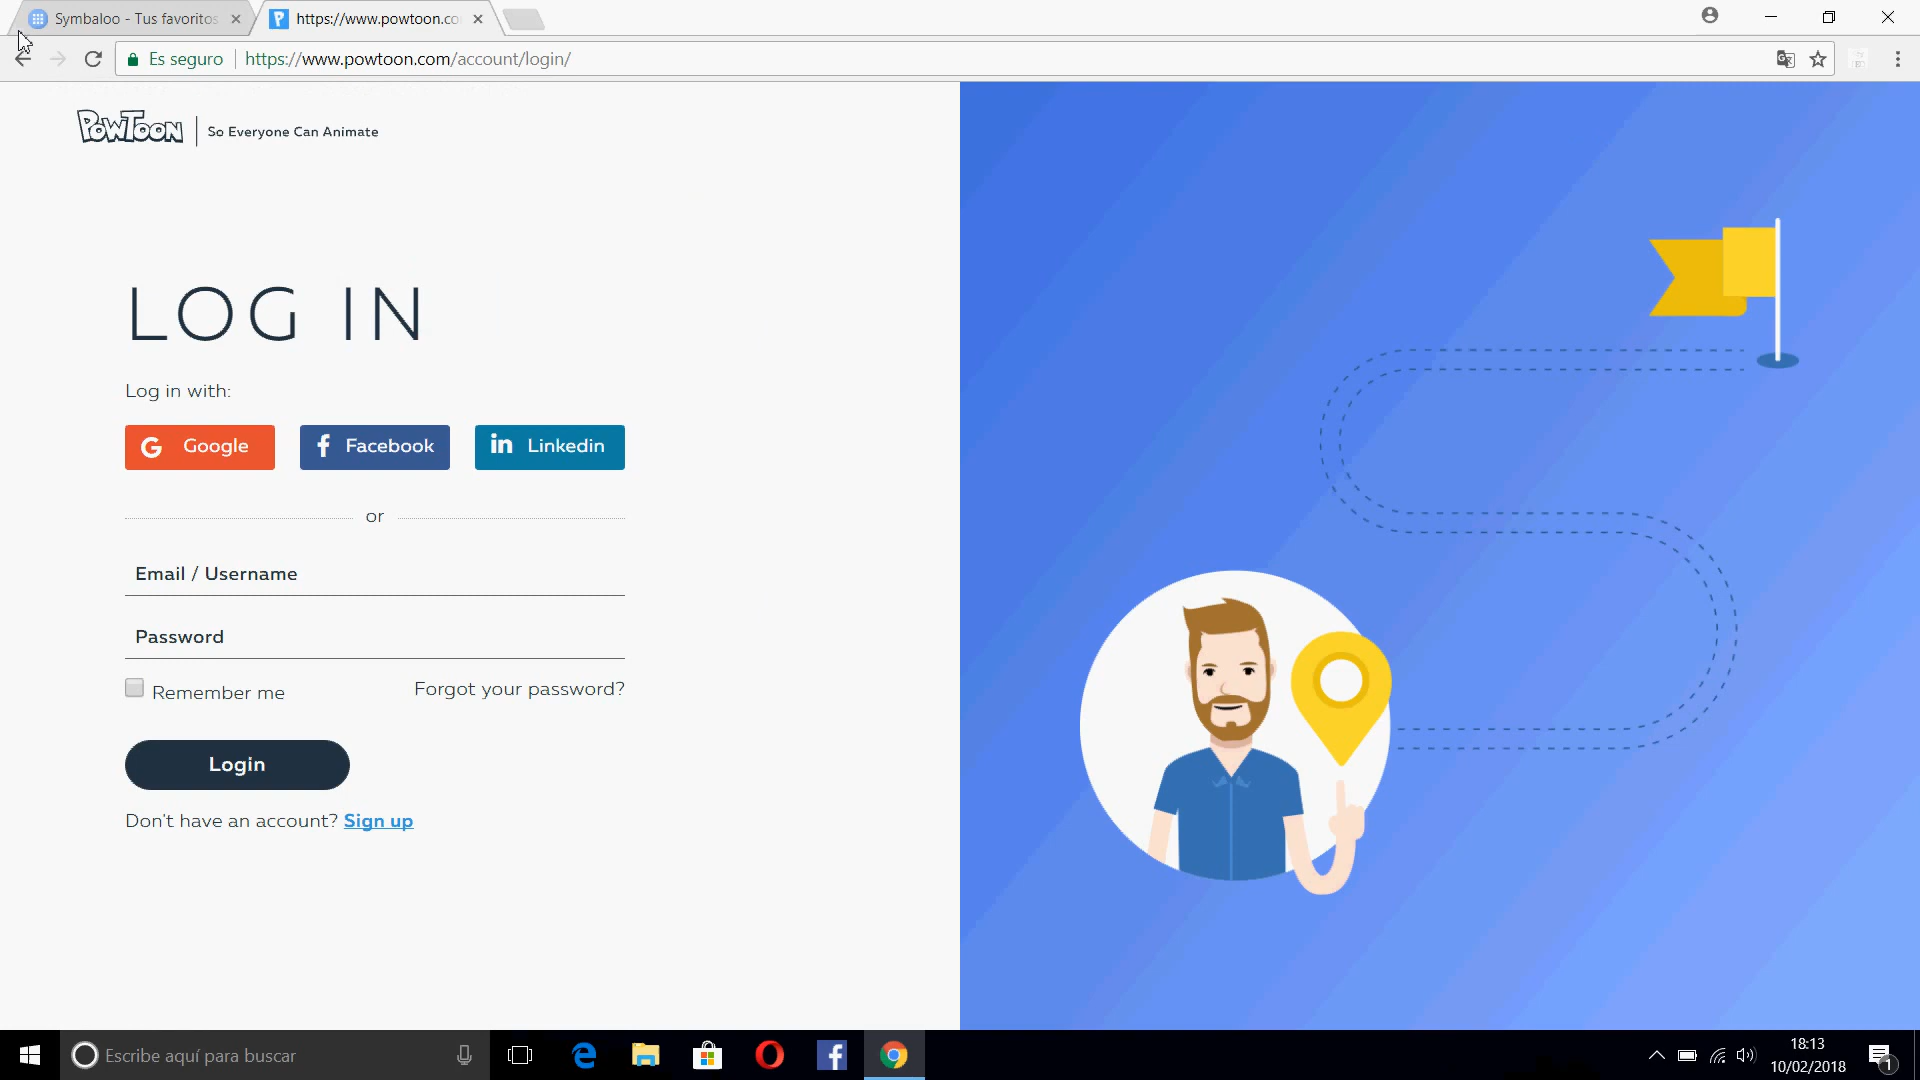 Symbaloo - Tus favoritos
https://www.powtoon.co
Es seguro
https://www.powtoon.com/account/login/
PowToon
So Everyone Can Animate
LOG IN
Log in with:
Google
Facebook
Linkedin
or
Email / Username
Password
Remember me
Forgot your password?
Login
Don't have an account? Sign up
Escribe aquí para buscar
18:13
10/02/2018
1